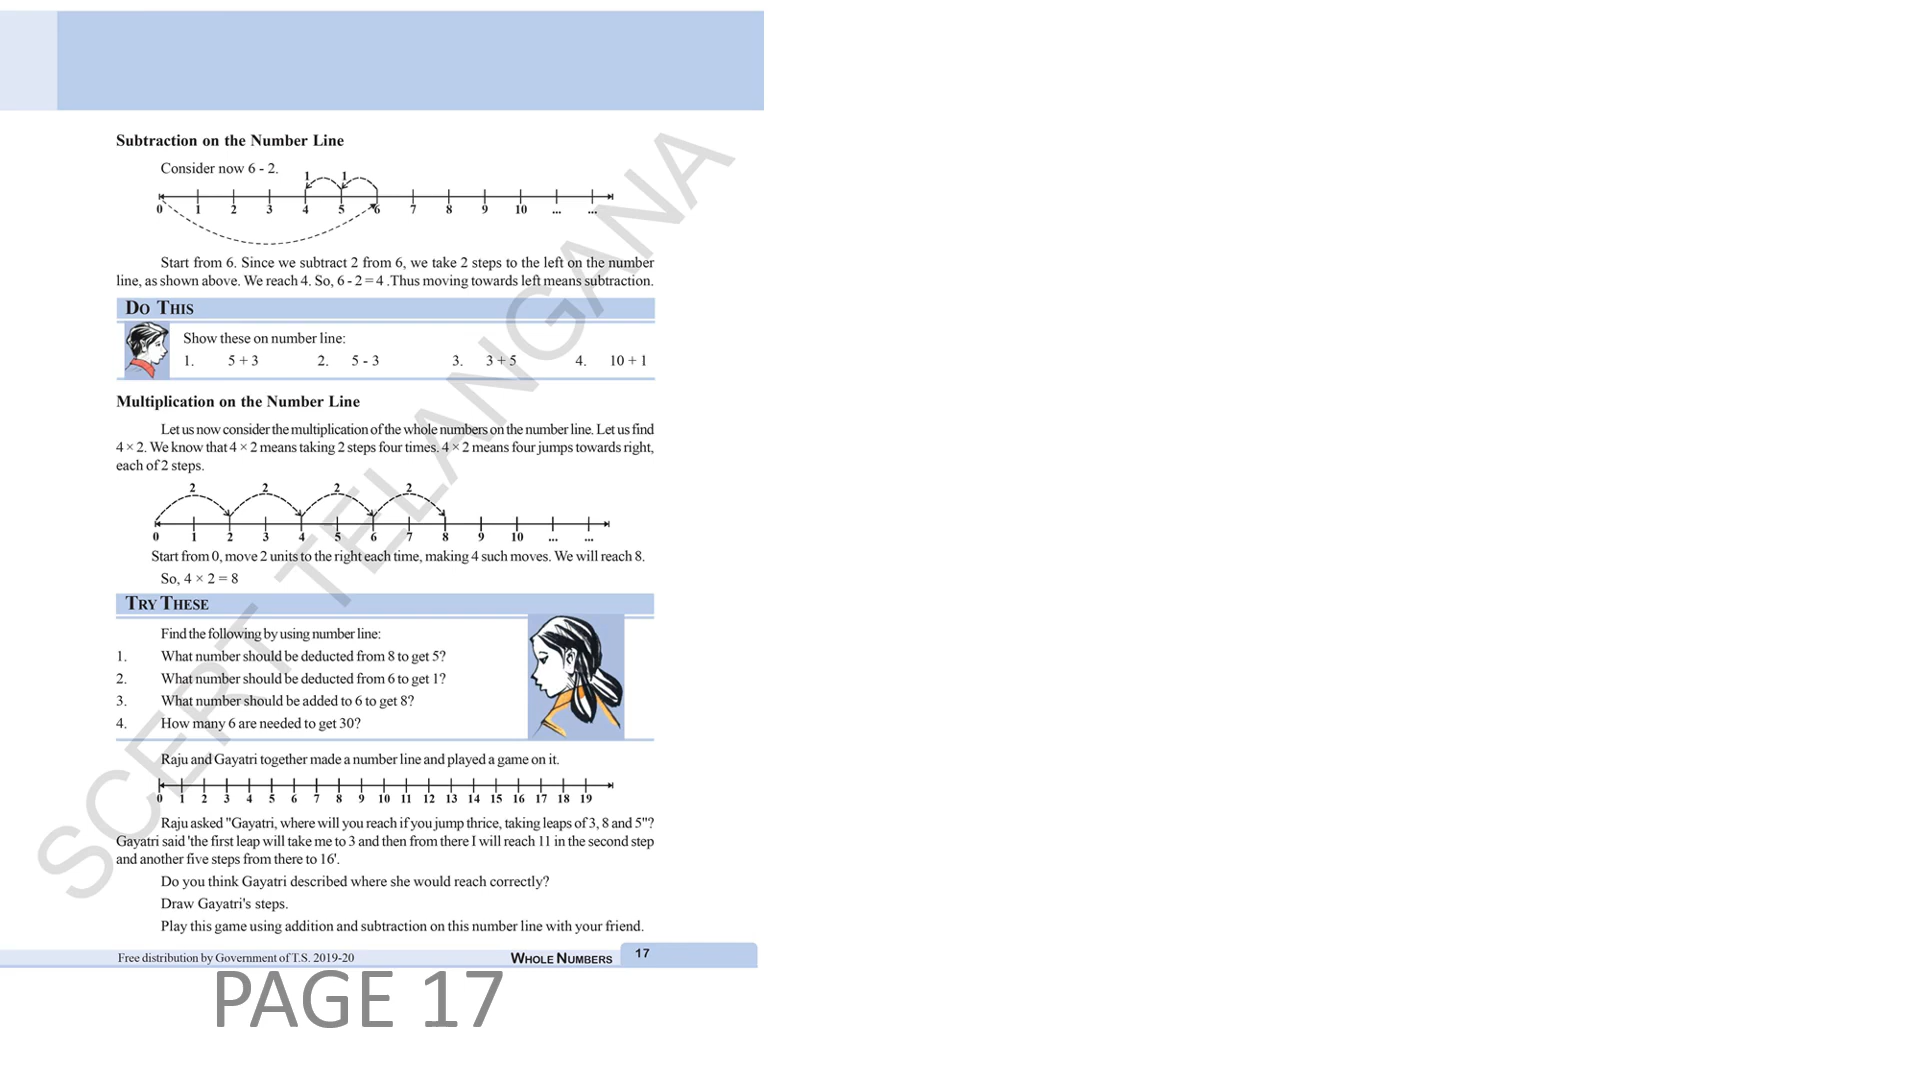 Subtraction on the Number Line
Consider now 6 - 2.
1 1
0 1 2 3 4 5 6 7 8 9 10 ... ...
Start from 6. Since we subtract 2 from 6, we take 2 steps to the left on the number
line, as shown above. We reach 4. So, 6 - 2 = 4 .Thus moving towards left means subtraction.
DO THIS
Show these on number line:
1. 5 + 3 2. 5 - 3 3. 3 + 5 4. 10 + 1
Multiplication on the Number Line
Let us now consider the multiplication of the whole numbers on the number line. Let us find
4 × 2. We know that 4 × 2 means taking 2 steps four times. 4 × 2 means four jumps towards right,
each of 2 steps.
2 2 2 2
0 1 2 3 4 5 6 7 8 9 10 ... ...
Start from 0, move 2 units to the right each time, making 4 such moves. We will reach 8.
So, 4 × 2 = 8
TRY THESE
Find the following by using number line:
1. What number should be deducted from 8 to get 5?
2. What number should be deducted from 6 to get 1?
3. What number should be added to 6 to get 8?
4. How many 6 are needed to get 30?
Raju and Gayatri together made a number line and played a game on it.
0 1 2 3 4 5 6 7 8 9 10 11 12 13 14 15 16 17 18 19
Raju asked "Gayatri, where will you reach if you jump thrice, taking leaps of 3, 8 and 5"?
Gayatri said 'the first leap will take me to 3 and then from there I will reach 11 in the second step
and another five steps from there to 16'.
Do you think Gayatri described where she would reach correctly?
Draw Gayatri's steps.
Play this game using addition and subtraction on this number line with your friend.
Free distribution by Government of T.S. 2019-20 WHOLE NUMBERS 17
SCERT TELANGANA
PAGE 17